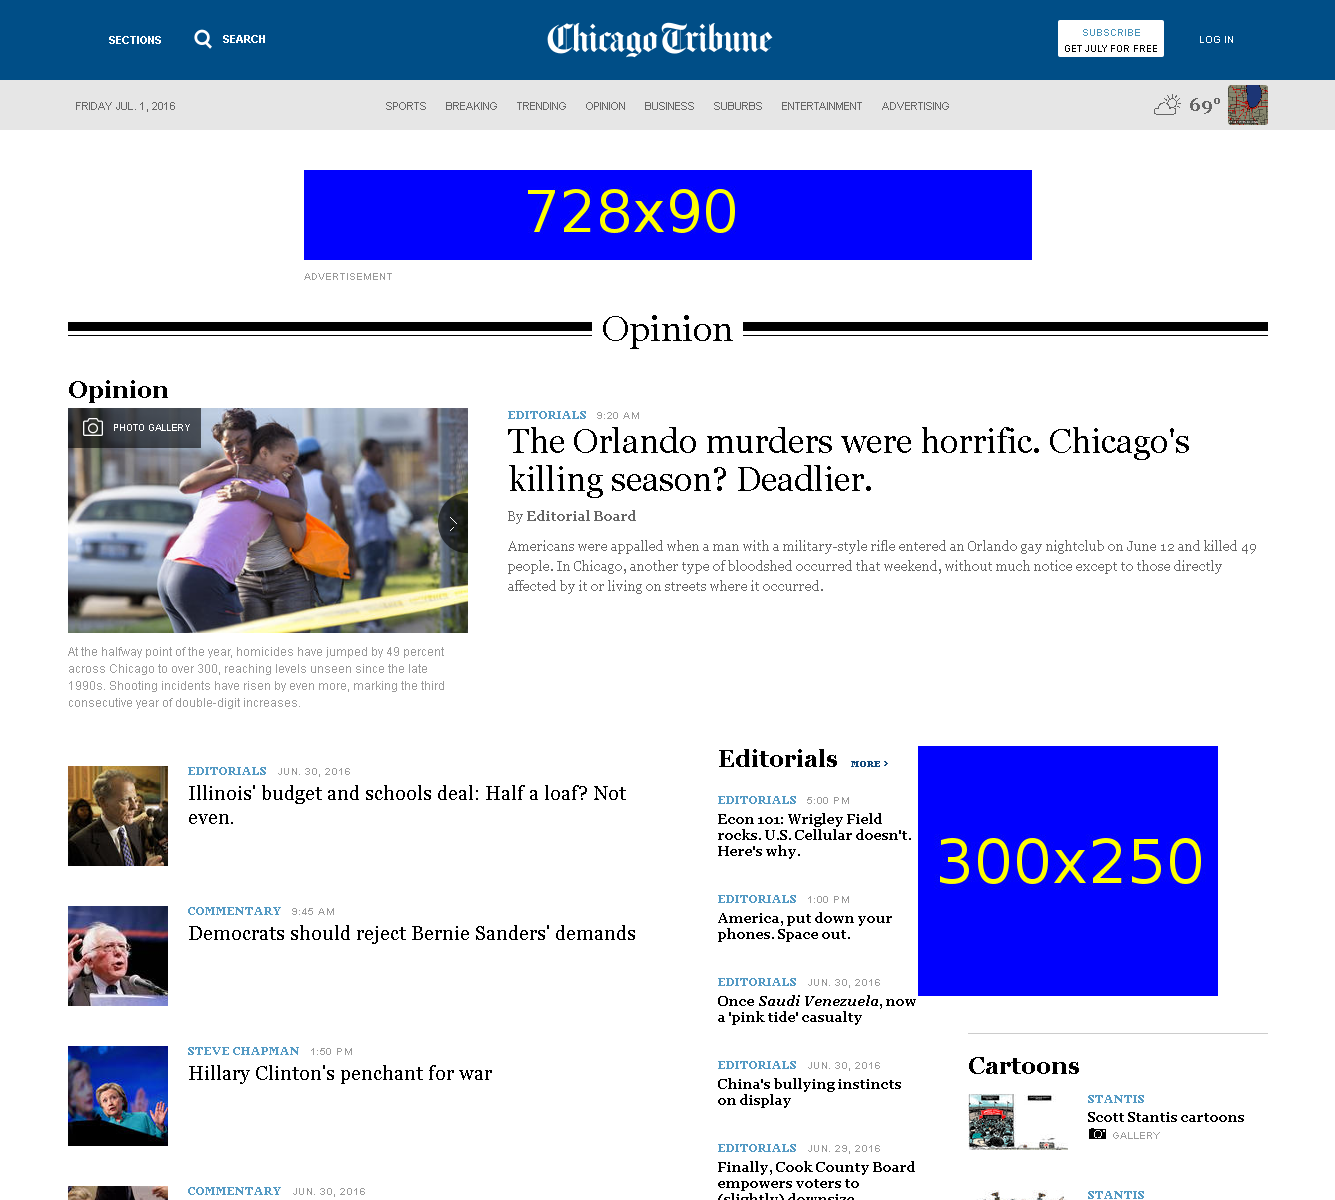 SECTIONS
SEARCH
Chicago Tribune
SUBSCRIBE
GET JULY FOR FREE
LOG IN
FRIDAY JUL. 1, 2016
SPORTS BREAKING TRENDING OPINION BUSINESS SUBURBS ENTERTAINMENT ADVERTISING
69°
728x90
ADVERTISEMENT
Opinion
Opinion
PHOTO GALLERY
At the halfway point of the year, homicides have jumped by 49 percent
across Chicago to over 300, reaching levels unseen since the late
1990s. Shooting incidents have risen by even more, marking the third
consecutive year of double-digit increases.
EDITORIALS 9:20 AM
The Orlando murders were horrific. Chicago's
killing season? Deadlier.
By Editorial Board
Americans were appalled when a man with a military-style rifle entered an Orlando gay nightclub on June 12 and killed 49
people. In Chicago, another type of bloodshed occurred that weekend, without much notice except to those directly
affected by it or living on streets where it occurred.
EDITORIALS JUN. 30, 2016
Illinois' budget and schools deal: Half a loaf? Not
even.
COMMENTARY 9:45 AM
Democrats should reject Bernie Sanders' demands
STEVE CHAPMAN 1:50 PM
Hillary Clinton's penchant for war
COMMENTARY JUN. 30, 2016
Editorials MORE >
EDITORIALS 5:00 PM
Econ 101: Wrigley Field
rocks. U.S. Cellular doesn't.
Here's why.
EDITORIALS 1:00 PM
America, put down your
phones. Space out.
EDITORIALS JUN. 30, 2016
Once Saudi Venezuela, now
a 'pink tide' casualty
EDITORIALS JUN. 30, 2016
China's bullying instincts
on display
EDITORIALS JUN. 29, 2016
Finally, Cook County Board
empowers voters to
(slightly) downsize
300x250
Cartoons
STANTIS
Scott Stantis cartoons
GALLERY
STANTIS